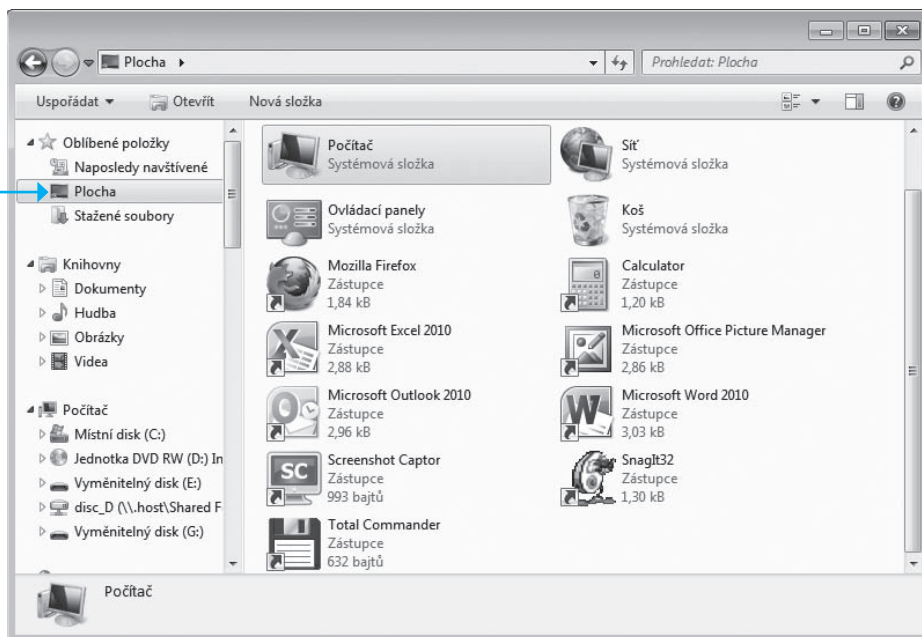 Plocha
Prohledat: Plocha
Uspořádat
Otevřít
Nová složka
Oblíbené položky
Naposledy navštívené
Plocha
Stažené soubory
Knihovny
Dokumenty
Hudba
Obrázky
Videa
Počítač
Místní disk (C:)
Jednotka DVD RW (D:) In
Vyměnitelný disk (E:)
disc_D (\\.host\Shared F
Vyměnitelný disk (G:)
Počítač
Systémová složka
Síť
Systémová složka
Ovládací panely
Systémová složka
Koš
Systémová složka
Mozilla Firefox
Zástupce
1,84 kB
Calculator
Zástupce
1,20 kB
Microsoft Excel 2010
Zástupce
2,88 kB
Microsoft Office Picture Manager
Zástupce
2,86 kB
Microsoft Outlook 2010
Zástupce
2,96 kB
Microsoft Word 2010
Zástupce
3,03 kB
SC
Screenshot Captor
Zástupce
993 bajtů
SnagIt32
Zástupce
1,30 kB
Total Commander
Zástupce
632 bajtů
Počítač